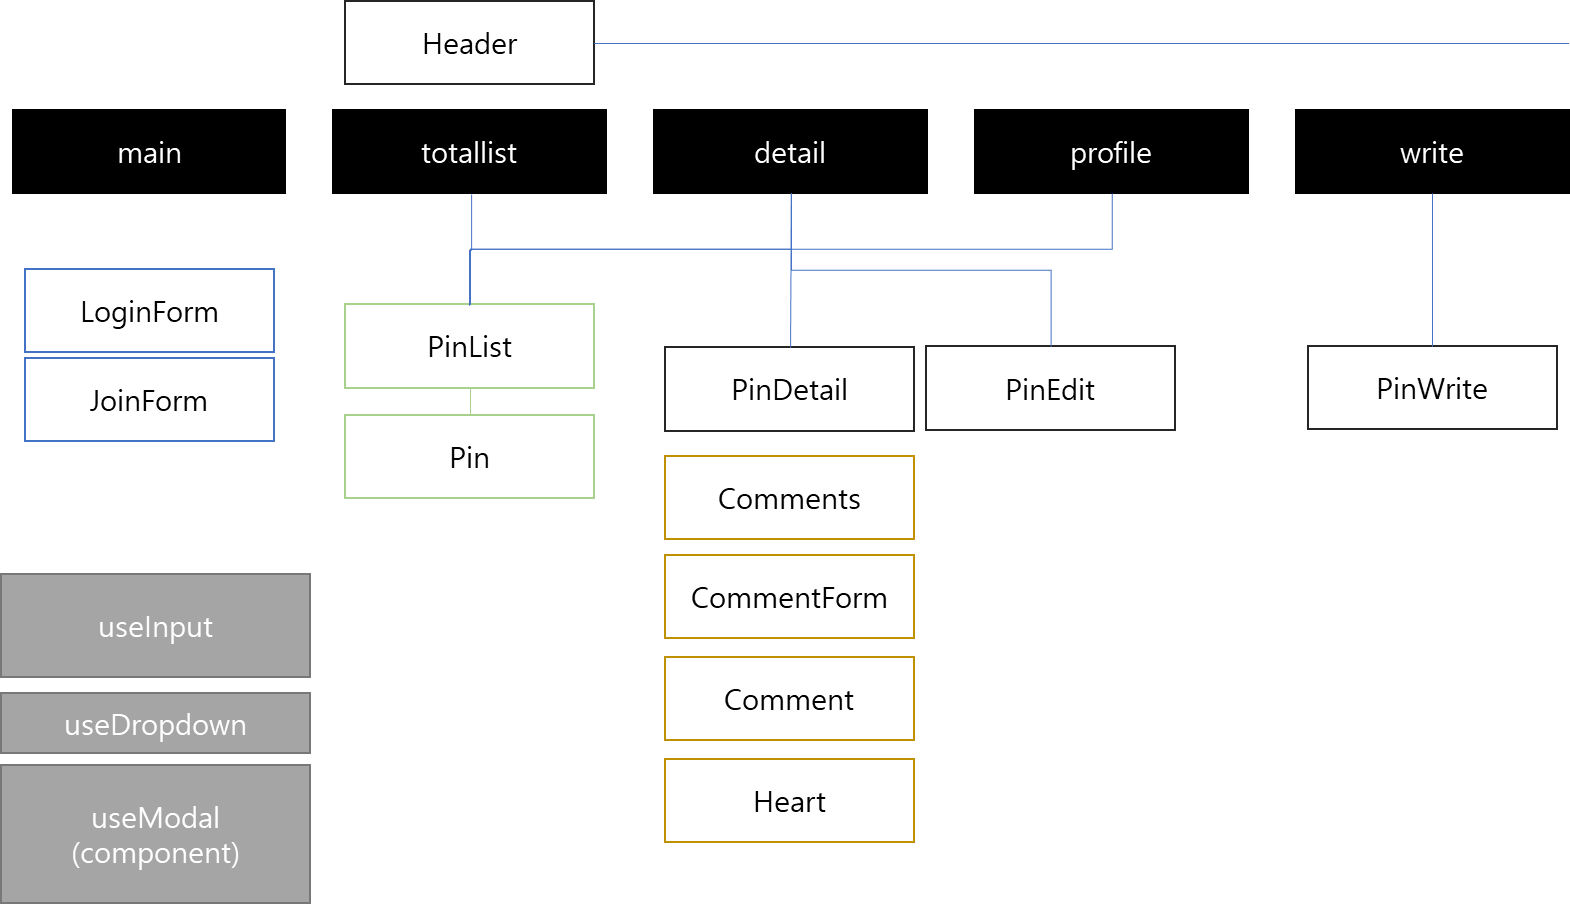 Header
main
totallist
detail
profile
write
LoginForm
JoinForm
PinList
Pin
PinDetail
PinEdit
PinWrite
Comments
CommentForm
Comment
Heart
useInput
useDropdown
useModal
(component)